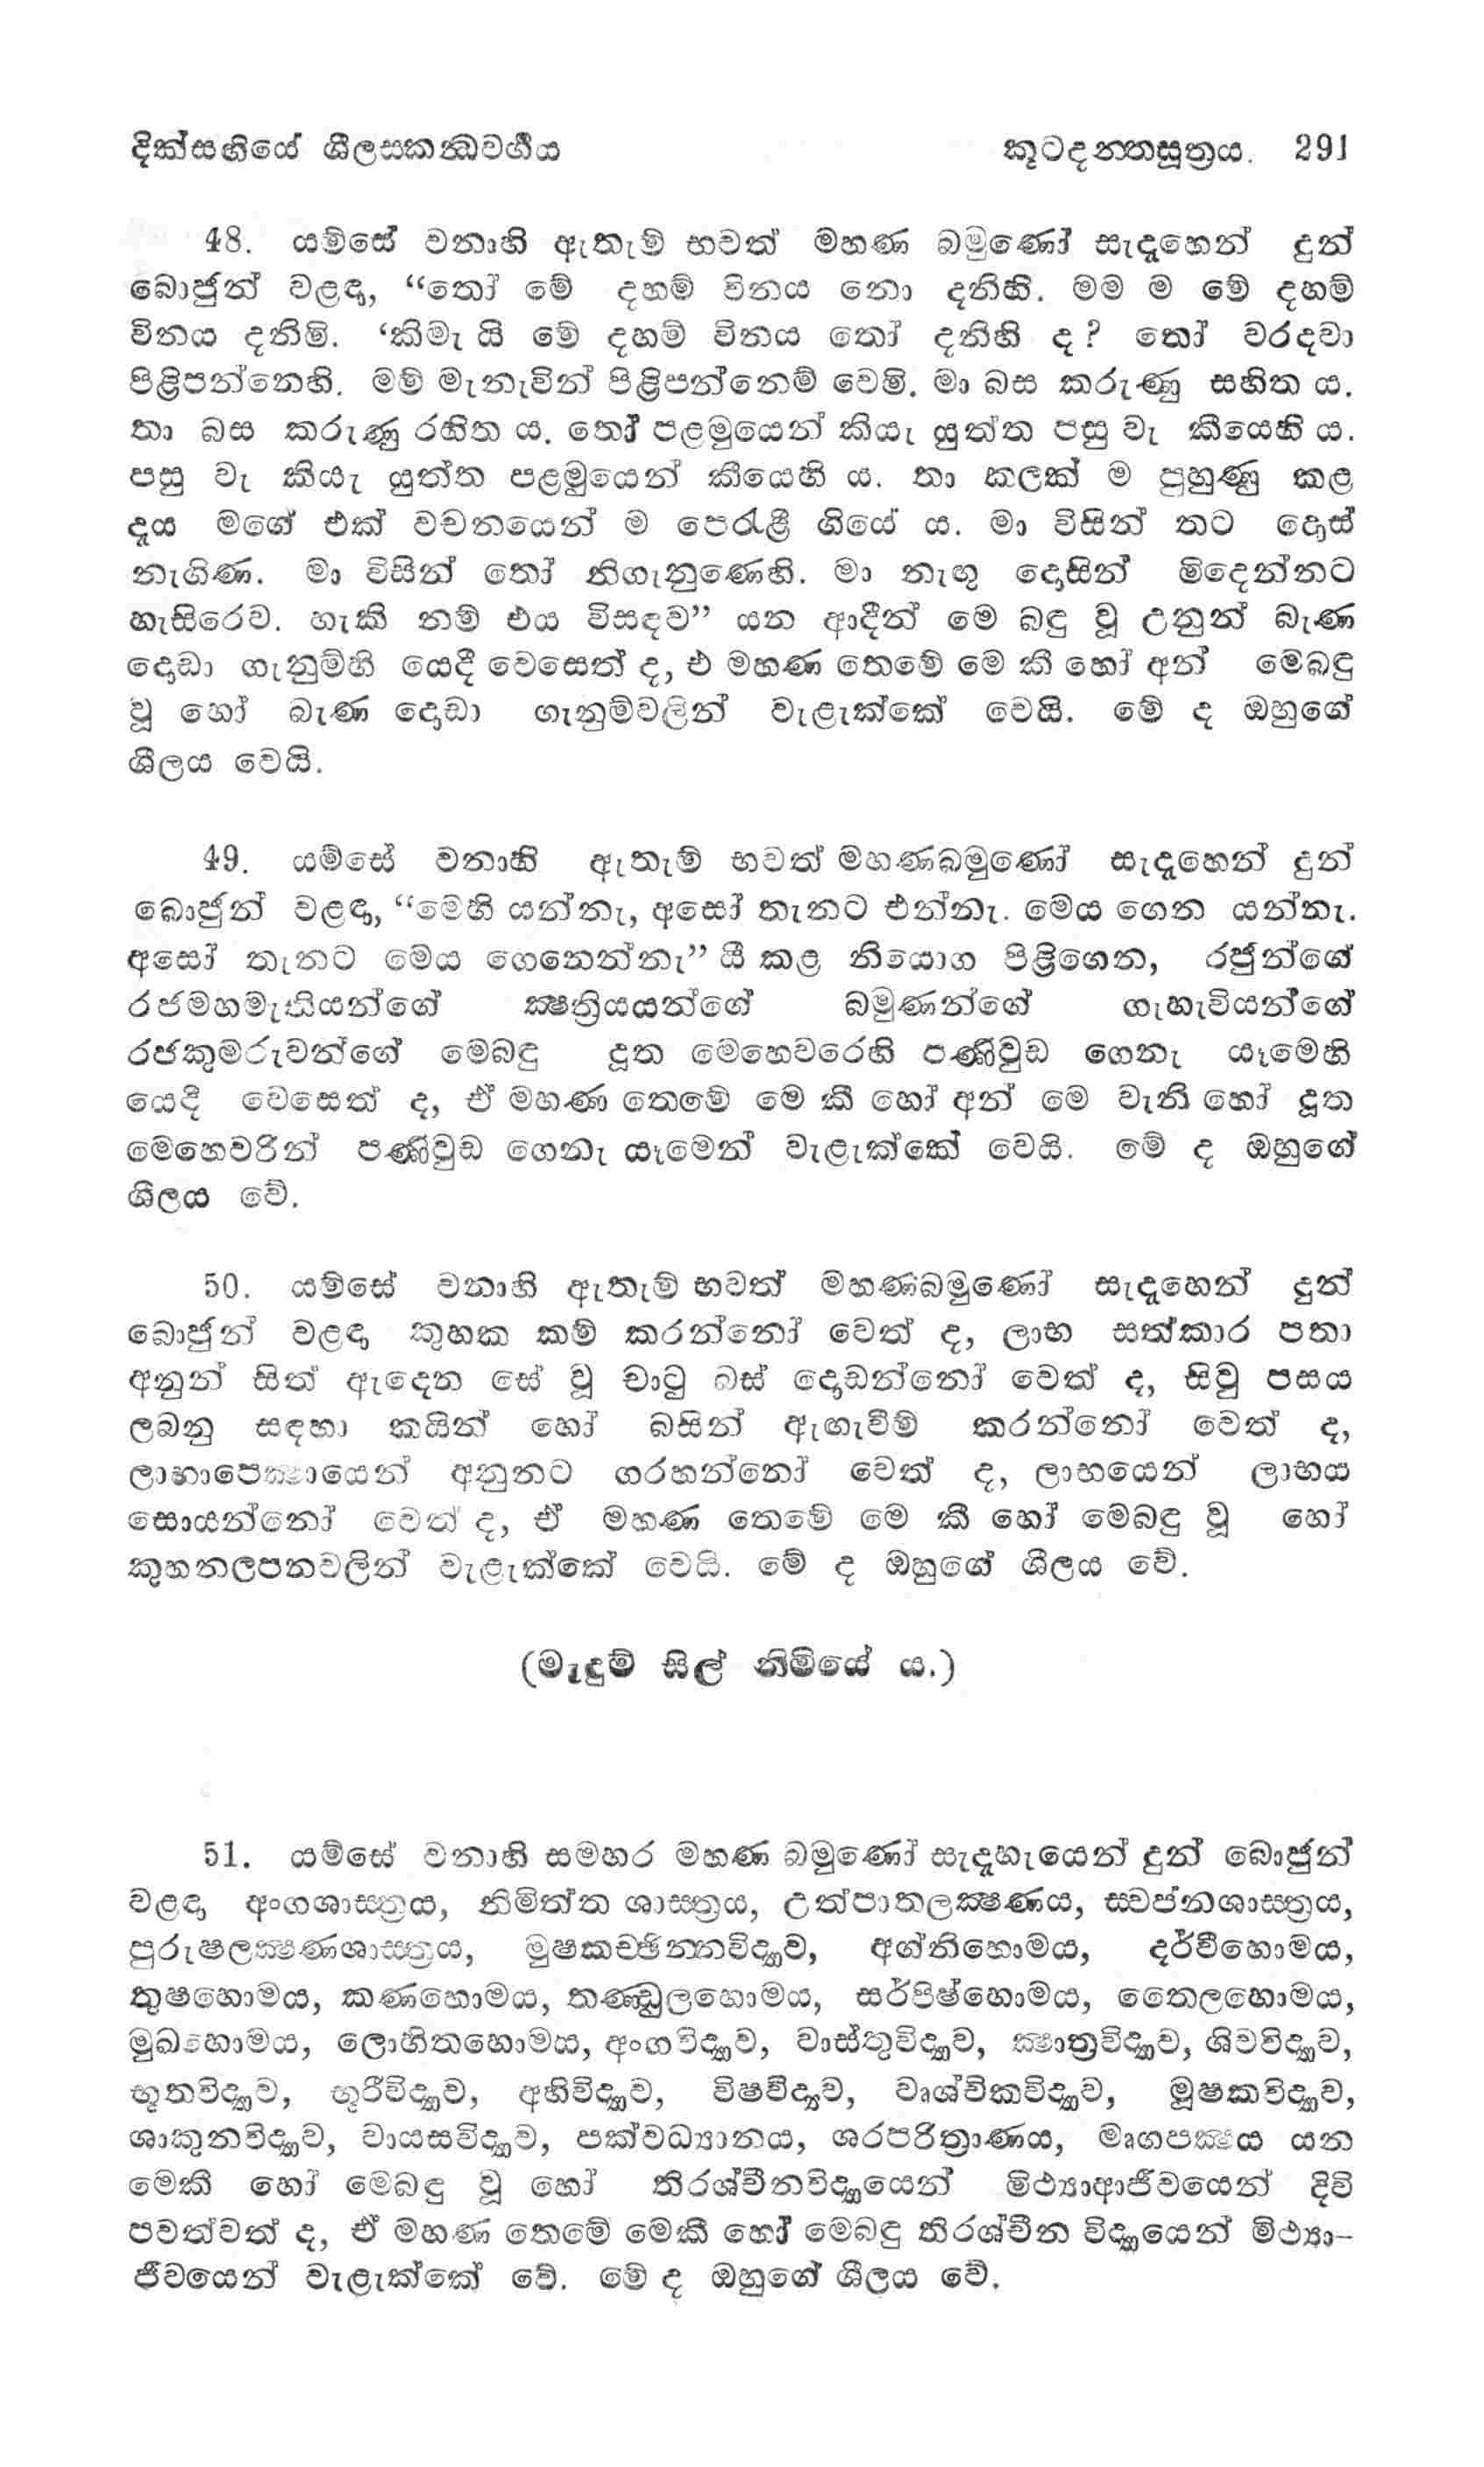 දික්සඟියේ ශීලස්කන්‍ධවර්‍ගය කූටදන්‍තසූත්‍රය. 291
48. යම්සේ වනාහි ඇතැම් භවත් මහණ බමුණෝ සැදෑහෙන් දුන්
බොජුන් වළඳා, “තෝ මේ දහම් විනය නො දනිහි. මම ම මේ දහම්
විනය දනිමි. ‘කිමැ යි මේ දහම් විනය තෝ දනිහි ද? තෝ වරදවා
පිළිපන්නෙහි. මම් මැනැවින් පිළිපන්නෙම් වෙමි. මා බස කරුණු සහිත ය.
තා බස කරුණු රහිත ය. තෝ පළමුයෙන් කියැ යුත්ත පසු වැ කීයෙහි ය.
පසු වැ කියැ යුත්ත පළමුයෙන් කීයෙහි ය. තා කලක් ම පුහුණු කළ
දෑය මගේ එක් වචනයෙන් ම පෙරැළී ගියේ ය. මා විසින් තට දොස්
නැගිණ. මා විසින් තෝ නිගැනුණෙහි. මා නැඟූ දොසින් මිදෙන්නට
හැසිරෙව. හැකි නම් එය විසඳව” යන ආදීන් මෙ බඳු වූ උනුන් බැණ
දොඩා ගැනුම්හි යෙදී වෙසෙත් ද, එ මහණ තෙමේ මෙ කී හෝ අන් මෙබඳු
වූ හෝ බැණ දොඩා ගැනුම්වලින් වැළැක්කේ වෙයි. මේ ද ඔහුගේ
ශීලය වෙයි.
49. යම්සේ වනාහි ඇතැම් භවත් මහණබමුණෝ සැදෑහෙන් දුන්
බොජුන් වළඳා, “මෙහි යන්නැ, අසෝ තැනට එන්නැ. මෙය ගෙන යන්නැ.
අසෝ තැනට මෙය ගෙනෙන්නැ” යී කළ නියොග පිළිගෙන, රජුන්ගේ
රජමහමැතියන්ගේ ක්‍ෂත්‍රියයන්ගේ බමුණන්ගේ ගැහැවියන්ගේ
රජකුමරුවන්ගේ මෙබඳු දූත මෙහෙවරෙහි පණිවුඩ ගෙනැ යෑමෙහි
යෙදී වෙසෙත් ද, ඒ මහණ තෙමේ මෙ කී හෝ අන් මෙ වැනි හෝ දූත
මෙහෙවරින් පණිවුඩ ගෙනැ යෑමෙන් වැළැක්කේ වෙයි. මේ ද ඔහුගේ
ශීලය වේ.
50. යම්සේ වනාහි ඇතැම් භවත් මහණබමුණෝ සැදෑහෙන් දුන්
බොජුන් වළඳා කුහක කම් කරන්නෝ වෙත් ද, ලාභ සත්කාර පතා
අනුන් සිත් ඇදෙන සේ වූ චාටු බස් දොඩන්නෝ වෙත් ද, සිවු පසය
ලබනු සඳහා කයින් හෝ බසින් ඇඟැවීම් කරන්නෝ වෙත් ද,
ලාභාපෙක්‍ෂායෙන් අනුනට ගරහන්නෝ වෙත් ද, ලාභයෙන් ලාභය
සොයන්නෝ වෙත් ද, ඒ මහණ තෙමේ මෙ කී හෝ මෙබඳු වූ හෝ
කුහනලපනවලින් වැළැක්කේ වෙයි. මේ ද ඔහුගේ ශීලය වේ.
(මැදුම් සිල් නිමියේ ය.)
51. යම්සේ වනාහි සමහර මහණ බමුණෝ සැදැහැයෙන් දුන් බොජුන්
වළඳා අංගශාස්ත්‍රය, නිමිත්ත ශාස්ත්‍රය, උත්පාතලක්‍ෂණය, ස්වප්නශාස්ත්‍රය,
පුරුෂලක්‍ෂණශාස්ත්‍රය, මුෂකච්ඡින්නවිද්‍යාව, අග්නිහොමය, දර්වීහොමය,
තුෂහොමය, කණහොමය, තණ්ඩුලහොමය, සර්පිෂ්හොමය, තෛලහොමය,
මුඛහොමය, ලොහිතහොමය, අංගවිද්‍යාව, වාස්තුවිද්‍යාව, ක්‍ෂාත්‍රවිද්‍යාව, ශිවවිද්‍යාව,
භූතවිද්‍යාව, භූරිවිද්‍යාව, අහිවිද්‍යාව, විෂවිද්‍යාව, වෘශ්චිකවිද්‍යාව, මූෂකවිද්‍යාව,
ශාකුනවිද්‍යාව, වායසවිද්‍යාව, පක්වධ්‍යානය, ශරපරිත්‍රාණය, මෘගපක්‍ෂය යන
මෙකී හෝ මෙබඳු වූ හෝ තිරශ්චීනවිද්‍යායෙන් මිථ්‍යාආජීවයෙන් දිවි
පවත්වත් ද, ඒ මහණ තෙමේ මෙකී හෝ මෙබඳු තිරශ්චීන විද්‍යායෙන් මිථ්‍යා-
ජීවයෙන් වැළැක්කේ වේ. මේ ද ඔහුගේ ශීලය වේ.